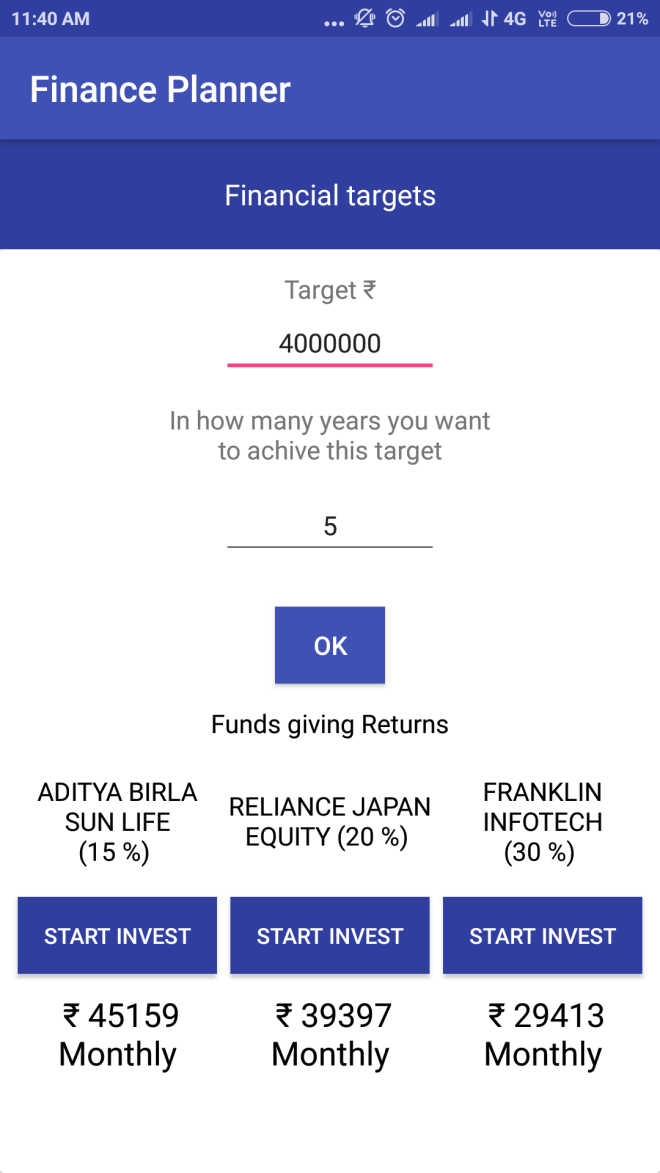 11:40 AM
... 4G Vo)) LTE 21%
Finance Planner
Financial targets
Target ₹
4000000
In how many years you want
to achive this target
5
OK
Funds giving Returns
ADITYA BIRLA
SUN LIFE
(15 %)
RELIANCE JAPAN
EQUITY (20 %)
FRANKLIN
INFOTECH
(30 %)
START INVEST
START INVEST
START INVEST
₹ 45159
Monthly
₹ 39397
Monthly
₹ 29413
Monthly